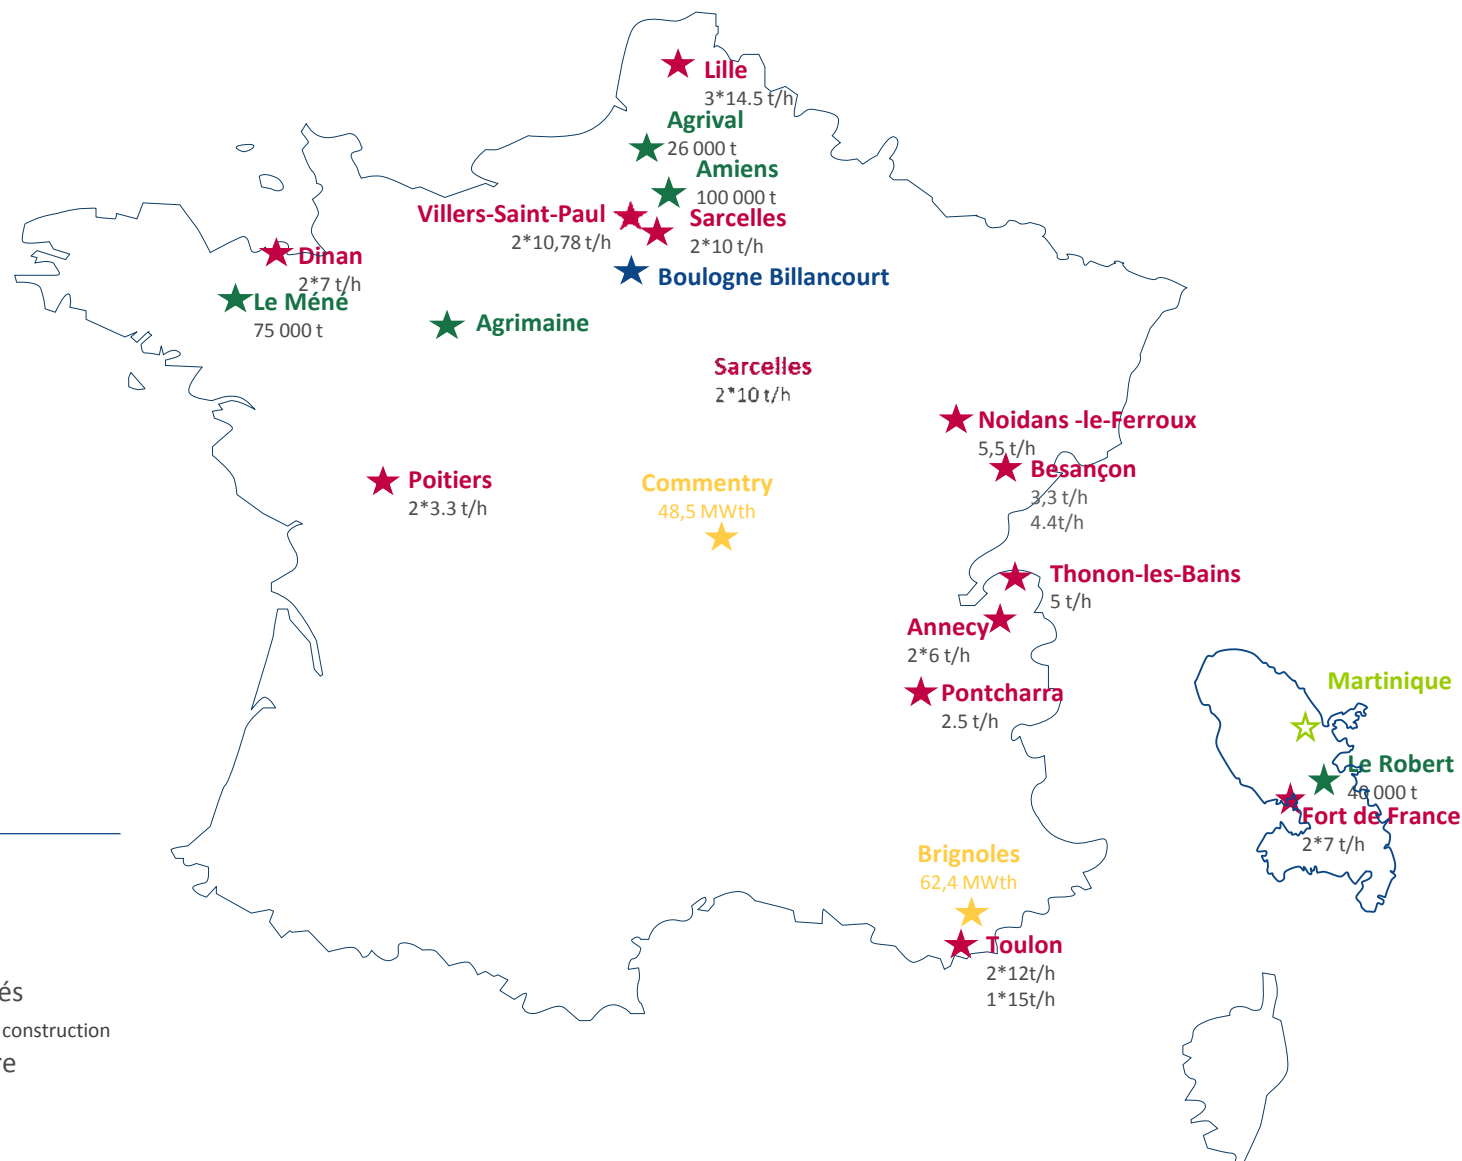 Lille
3*14.5 t/h
Agrival
26 000 t
Amiens
100 000 t
Villers-Saint-Paul
2*10,78 t/h
Sarcelles
2*10 t/h
Dinan
2*7 t/h
Boulogne Billancourt
Le Méné
75 000 t
Agrimaine
Sarcelles
2*10 t/h
Noidans -le-Ferroux
5,5 t/h
Besançon
3,3 t/h
4.4t/h
Poitiers
2*3.3 t/h
Commentry
48,5 MWth
Thonon-les-Bains
5 t/h
Annecy
2*6 t/h
Pontcharra
2.5 t/h
Martinique
Le Robert
40 000 t
Fort de France
2*7 t/h
Brignoles
62,4 MWth
Toulon
2*12t/h
1*15t/h
és
construction
re